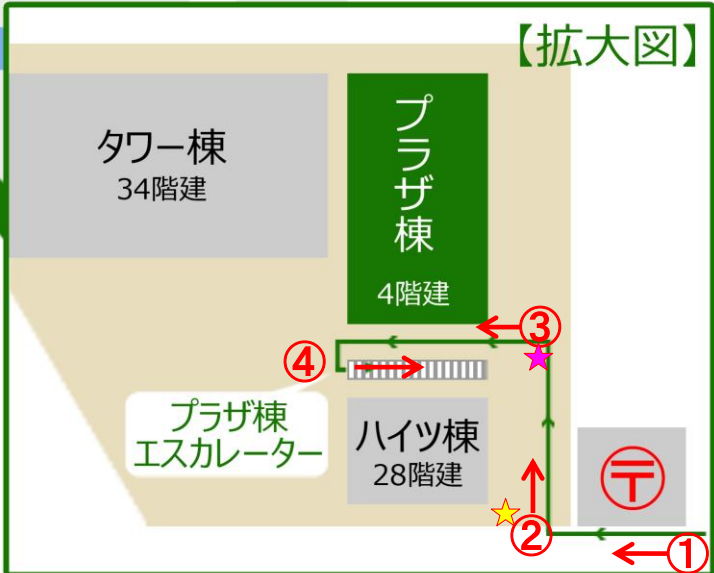 【拡大図】
タワー棟
34階建
プラザ棟
4階建
③
④
プラザ棟
エスカレーター
ハイツ棟
28階建
〒
②
①